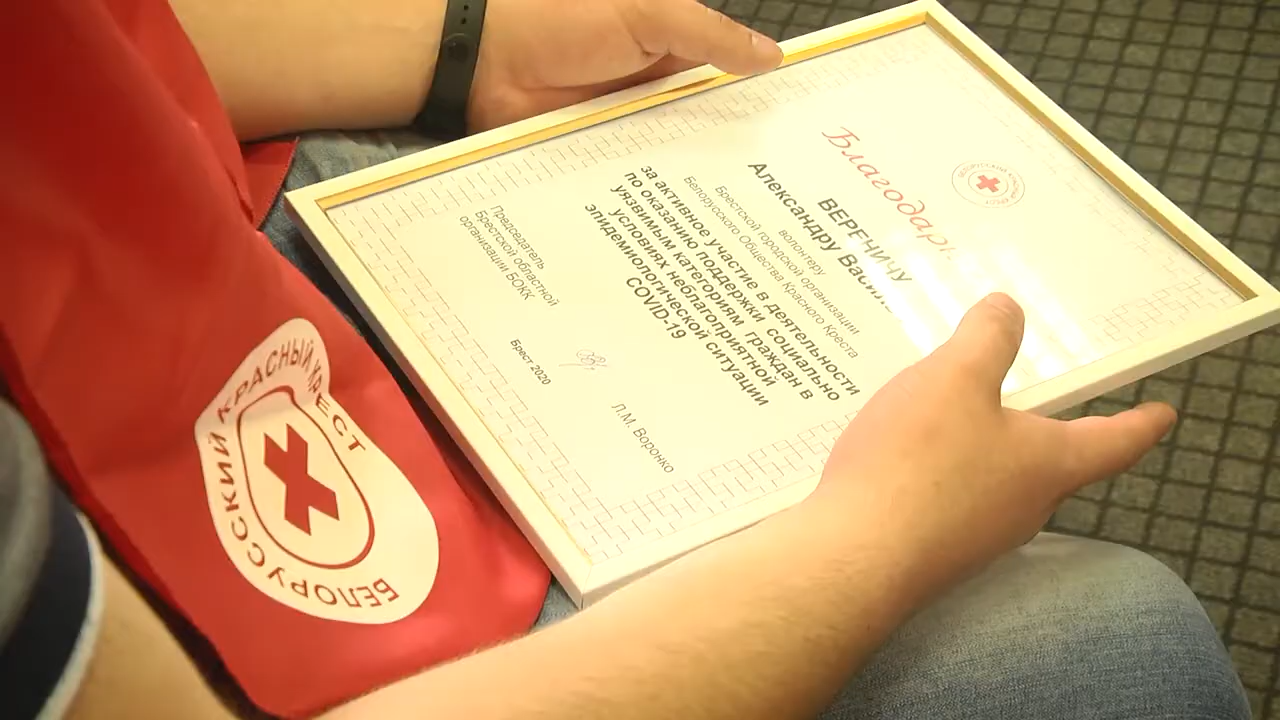 БЕЛОРУССКИЙ КРАСНЫЙ КРЕСТ
Благодар
ВЕРЕНИЧУ
Александру
волонтеру
Брестской городской организации
Белорусского Общества Красного Креста
за активное участие в деятельности
по оказанию поддержки социально
уязвимым категориям граждан в
условиях неблагоприятной
эпидемиологической ситуации
COVID-19
Председатель
Брестской областной
организации БОКК
Л.М. Воронко
Брест 2020
БЕЛОРУССКИЙ КРАСНЫЙ КРЕСТ